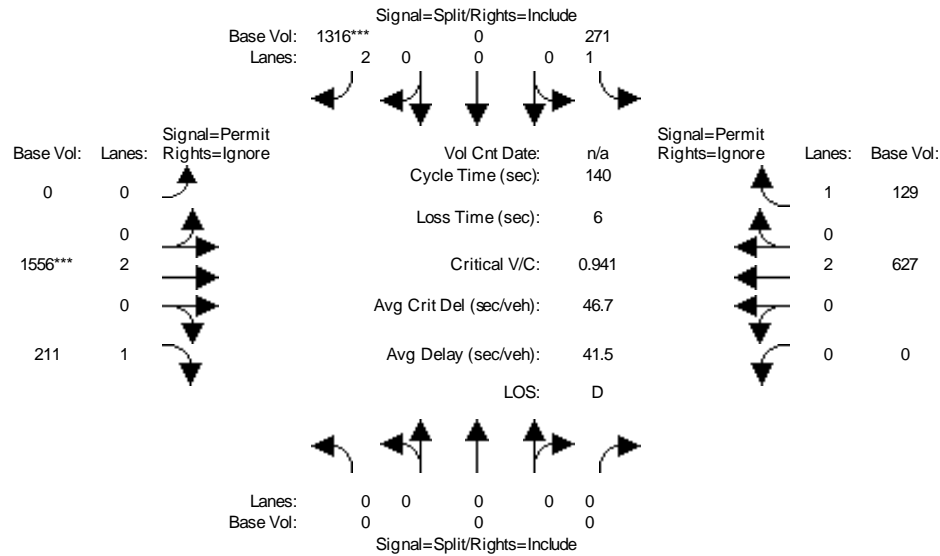 Signal=Split/Rights=Include
Base Vol: 1316*** 0 271
Lanes: 2 0 0 0 1
Signal=Permit
Base Vol: Lanes: Rights=Ignore
Vol Cnt Date: n/a
Signal=Permit
Rights=Ignore Lanes: Base Vol:
Cycle Time (sec): 140
0 0
1 129
Loss Time (sec): 6
0
0
1556*** 2
Critical V/C: 0.941
2 627
0
Avg Crit Del (sec/veh): 46.7
0
211 1
Avg Delay (sec/veh): 41.5
0 0
LOS: D
Lanes: 0 0 0 0 0
Base Vol: 0 0 0
Signal=Split/Rights=Include